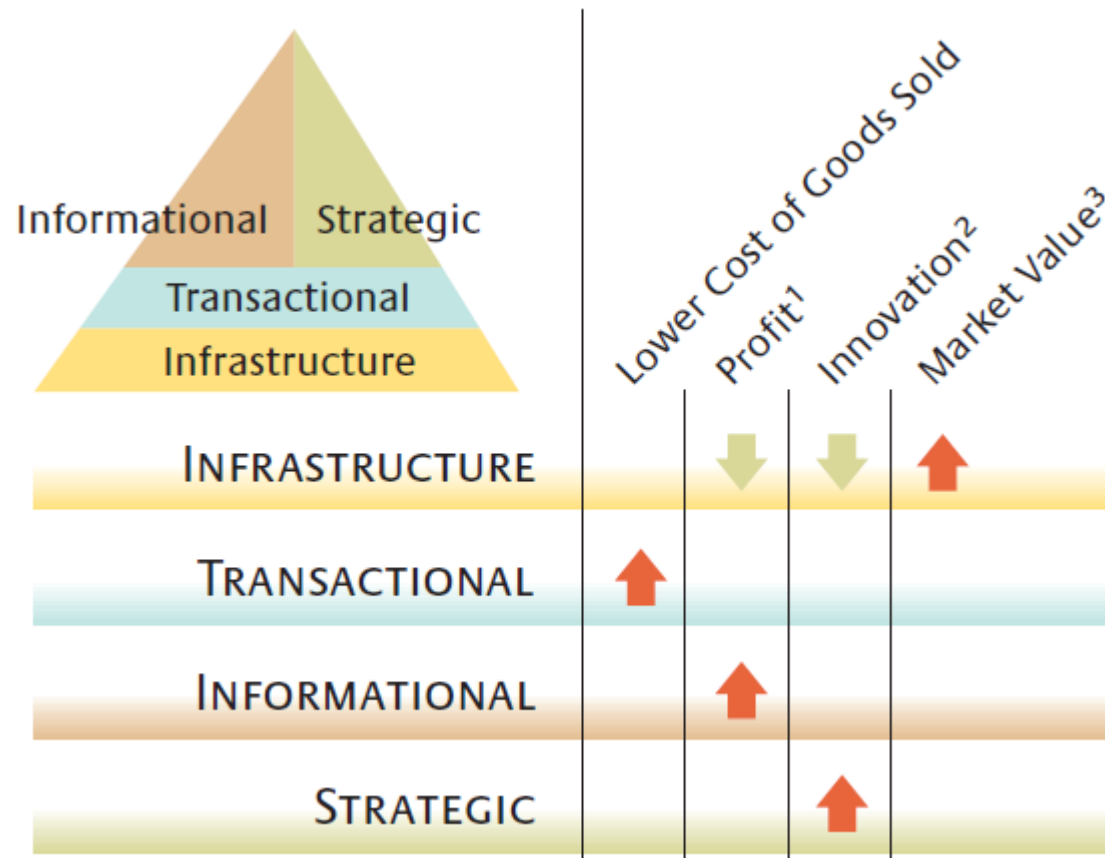 Informational
Strategic
Transactional
Infrastructure
Lower Cost of Goods Sold
Profit¹
Innovation²
Market Value³
INFRASTRUCTURE
TRANSACTIONAL
INFORMATIONAL
STRATEGIC